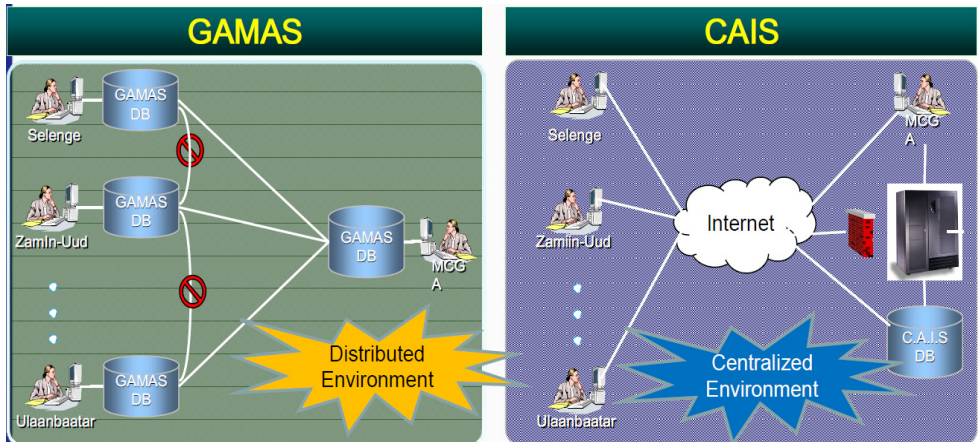 GAMAS
GAMAS
DB
Selenge
GAMAS
DB
ZamIn-Uud
GAMAS
DB
MCG
A
GAMAS
DB
Ulaanbaatar
Distributed
Environment
CAIS
Selenge
MCG
A
Zamiin-Uud
Internet
C.A.I.S
DB
Ulaanbaatar
Centralized
Environment